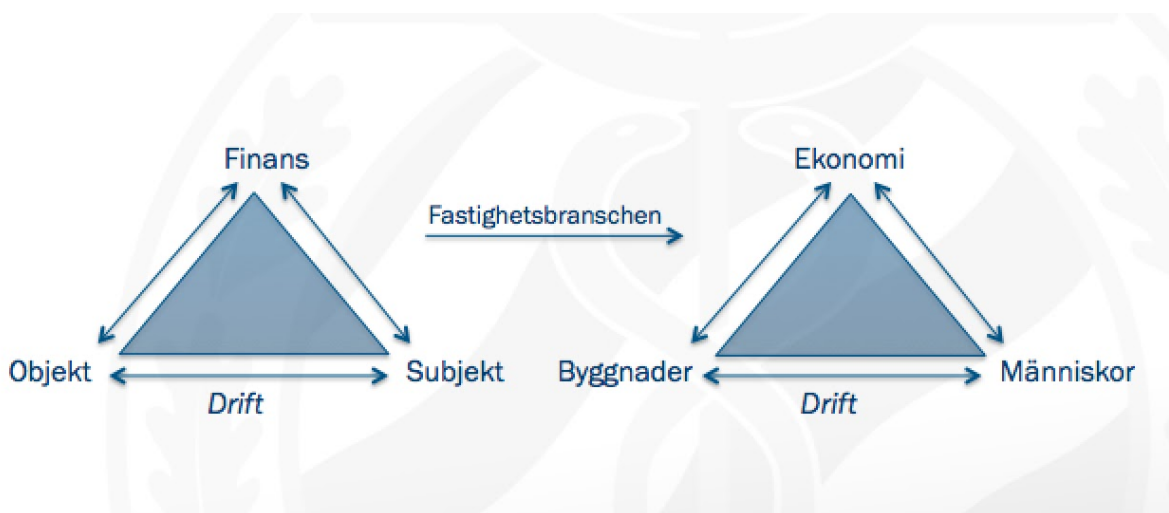 Finans
Ekonomi
Fastighetsbranschen
Objekt
Subjekt
Byggnader
Människor
Drift
Drift